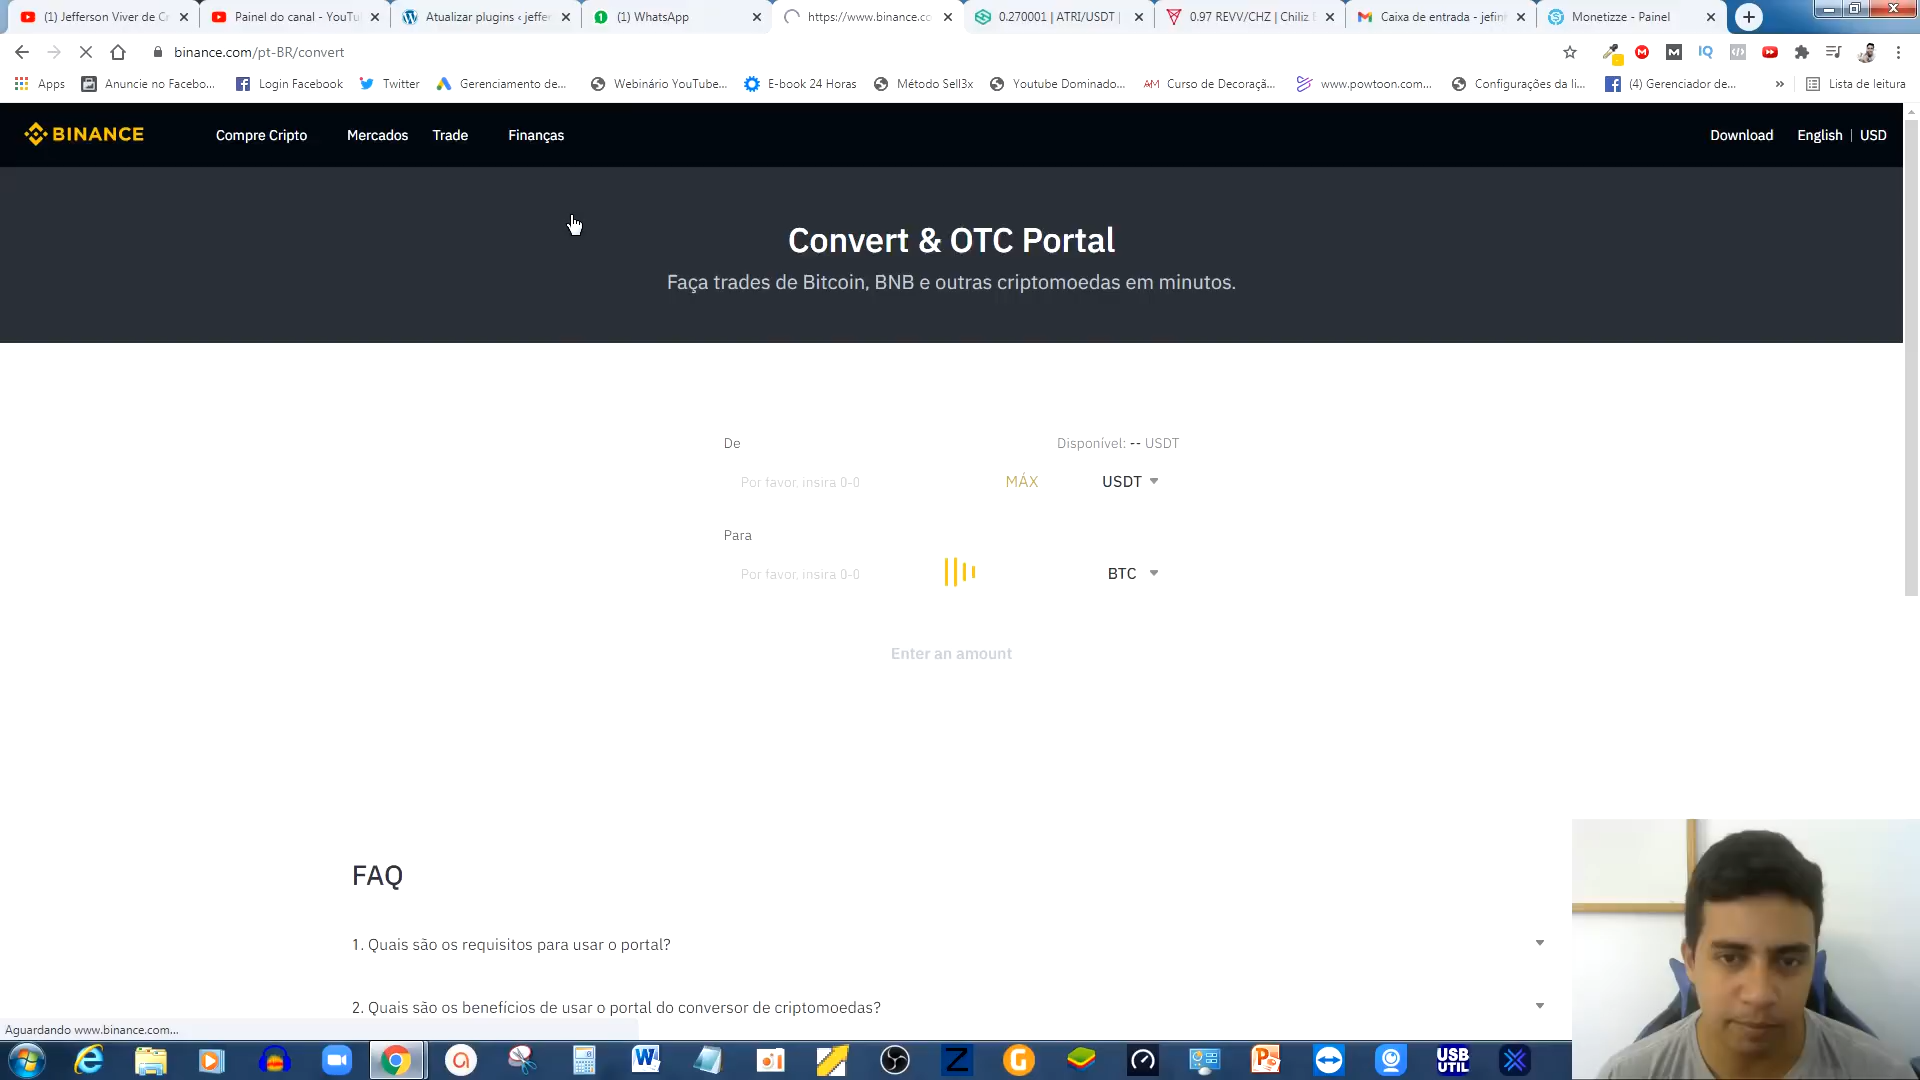 (1) Jefferson Viver de Cr
Painel do canal - YouTu
Atualizar plugins ‹ jeffer
(1) WhatsApp
https://www.binance.co
0.270001 | ATRI/USDT |
0.97 REVV/CHZ | Chiliz
Caixa de entrada - jefin
Monetizze - Painel
binance.com/pt-BR/convert
Apps
Anuncie no Facebo...
Login Facebook
Twitter
Gerenciamento de...
Webinário YouTube...
E-book 24 Horas
Método Sell3x
Youtube Dominado...
AM Curso de Decoraçã...
www.powtoon.com...
Configurações da li...
(4) Gerenciador de...
»
Lista de leitura
BINANCE
Compre Cripto
Mercados
Trade
Finanças
Download
English | USD
Convert & OTC Portal
Faça trades de Bitcoin, BNB e outras criptomoedas em minutos.
De
Disponível: -- USDT
Por favor, insira 0-0
MÁX
USDT
Para
Por favor, insira 0-0
BTC
Enter an amount
FAQ
1. Quais são os requisitos para usar o portal?
2. Quais são os benefícios de usar o portal do conversor de criptomoedas?
Aguardando www.binance.com...
USB
UTIL